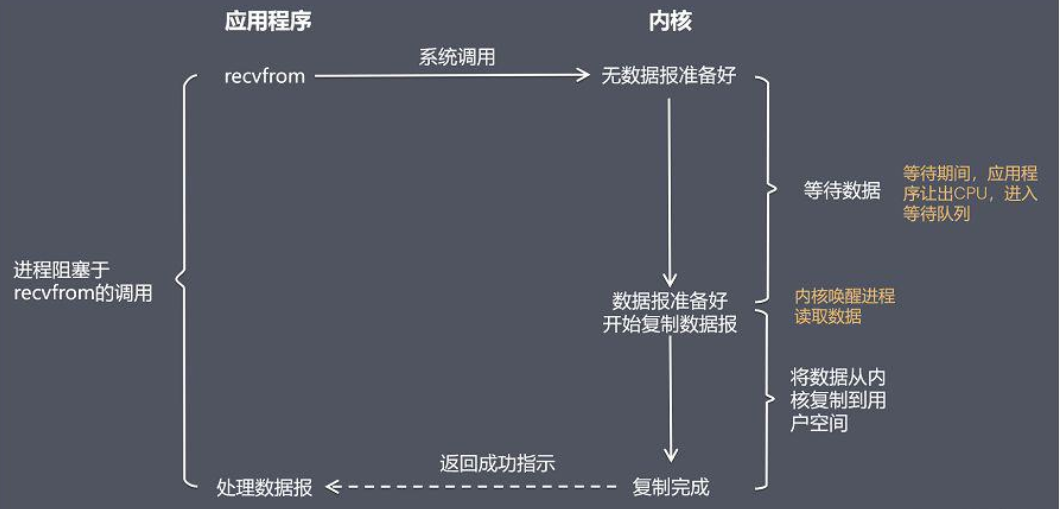 应用程序
内核
系统调用
recvfrom
无数据报准备好
等待数据
等待期间，应用程
序让出CPU，进入
等待队列
进程阻塞于
recvfrom的调用
数据报准备好
开始复制数据报
内核唤醒进程
读取数据
将数据从内
核复制到用
户空间
返回成功指示
处理数据报
复制完成